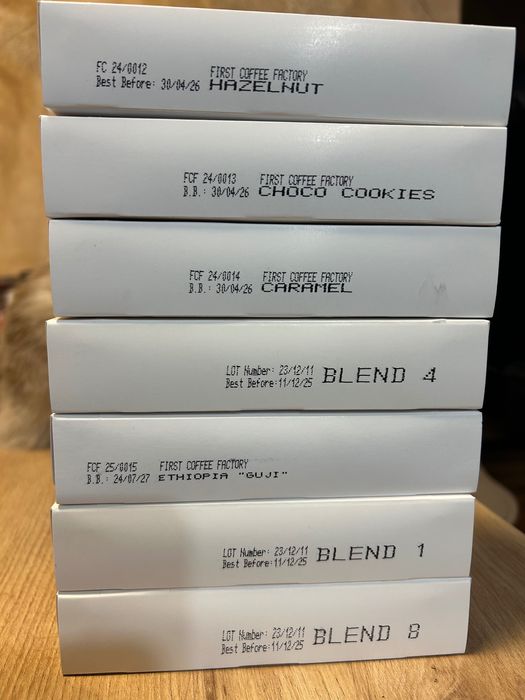 FC 24/0012 FIRST COFFEE FACTORY
Best Before: 30/04/26 HAZELNUT
FCF 24/0013 FIRST COFFEE FACTORY
B.B.: 30/04/26 CHOCO COOKIES
FCF 24/0014 FIRST COFFEE FACTORY
B.B.: 30/04/26 CARAMEL
LOT Number: 23/12/11 BLEND 4
Best Before:11/12/25
FCF 25/0015 FIRST COFFEE FACTORY
B.B.: 24/07/27 ETHIOPIA "GUJI"
LOT Number: 23/12/11 BLEND 1
Best Before:11/12/25
LOT Number: 23/12/11 BLEND 8
Best Before:11/12/25